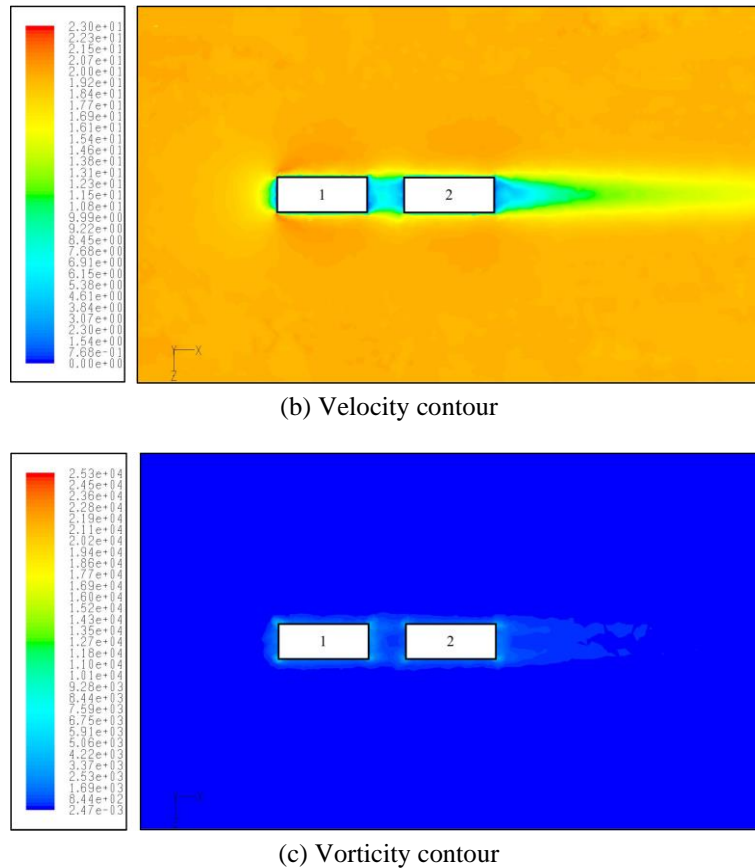 2.30e+01
2.23e+01
2.15e+01
2.07e+01
2.00e+01
1.92e+01
1.84e+01
1.77e+01
1.69e+01
1.61e+01
1.54e+01
1.46e+01
1.38e+01
1.31e+01
1.23e+01
1.15e+01
1.08e+01
9.99e+00
9.22e+00
8.45e+00
7.68e+00
6.91e+00
6.15e+00
5.38e+00
4.61e+00
3.84e+00
3.07e+00
2.30e+00
1.54e+00
7.68e-01
0.00e+00
1
2
Y X
Z
(b) Velocity contour
2.53e+04
2.45e+04
2.36e+04
2.28e+04
2.19e+04
2.11e+04
2.02e+04
1.94e+04
1.86e+04
1.77e+04
1.69e+04
1.60e+04
1.52e+04
1.43e+04
1.35e+04
1.27e+04
1.18e+04
1.10e+04
1.01e+04
9.28e+03
8.44e+03
7.59e+03
6.75e+03
5.91e+03
5.06e+03
4.22e+03
3.37e+03
2.53e+03
1.69e+03
8.44e+02
2.47e-03
1
2
(c) Vorticity contour